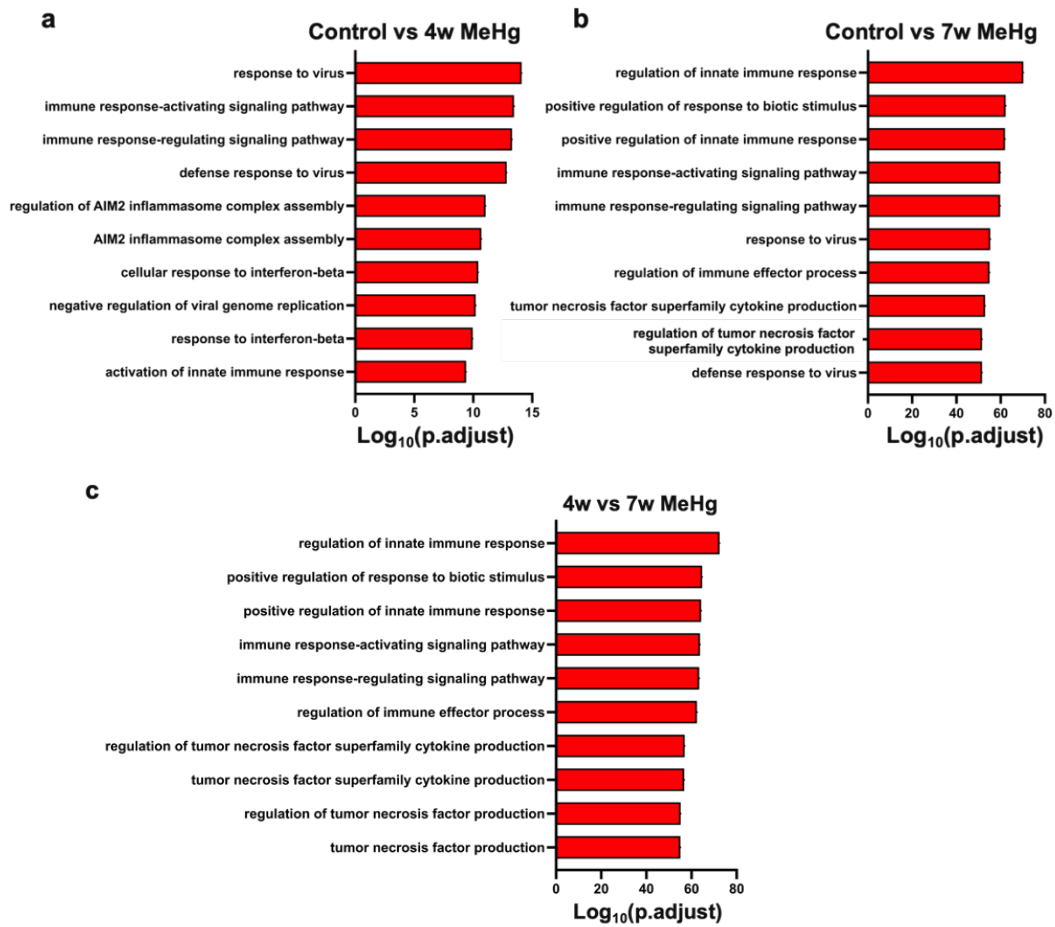 a
Control vs 4w MeHg
response to virus
immune response-activating signaling pathway
immune response-regulating signaling pathway
defense response to virus
regulation of AIM2 inflammasome complex assembly
AIM2 inflammasome complex assembly
cellular response to interferon-beta
negative regulation of viral genome replication
response to interferon-beta
activation of innate immune response
0 5 10 15
Log₁₀(p.adjust)
b
Control vs 7w MeHg
regulation of innate immune response
positive regulation of response to biotic stimulus
positive regulation of innate immune response
immune response-activating signaling pathway
immune response-regulating signaling pathway
response to virus
regulation of immune effector process
tumor necrosis factor superfamily cytokine production
regulation of tumor necrosis factor
superfamily cytokine production
defense response to virus
0 20 40 60 80
Log₁₀(p.adjust)
c
4w vs 7w MeHg
regulation of innate immune response
positive regulation of response to biotic stimulus
positive regulation of innate immune response
immune response-activating signaling pathway
immune response-regulating signaling pathway
regulation of immune effector process
regulation of tumor necrosis factor superfamily cytokine production
tumor necrosis factor superfamily cytokine production
regulation of tumor necrosis factor production
tumor necrosis factor production
0 20 40 60 80
Log₁₀(p.adjust)